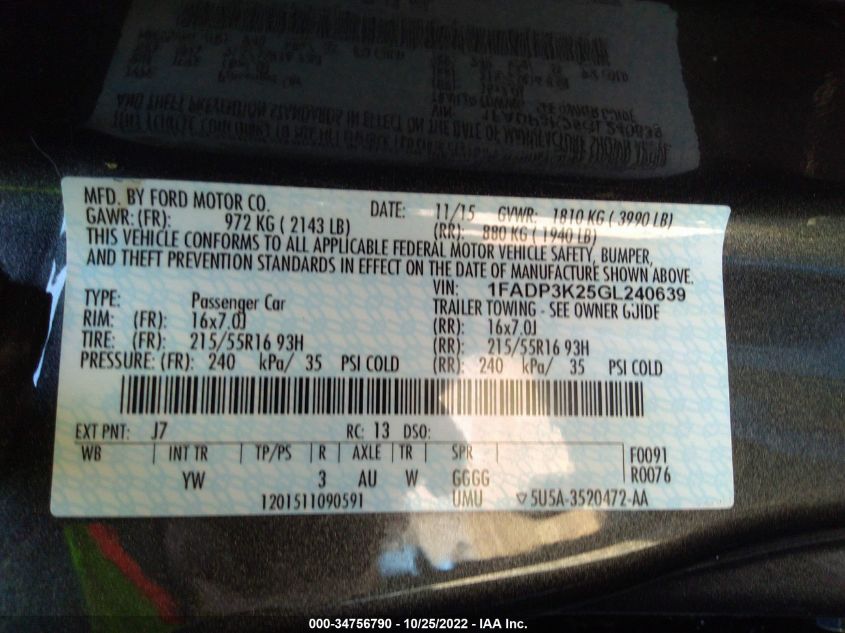 MFD. BY FORD MOTOR CO. DATE: 11/15 GVWR: 1810 KG ( 3990 LB)
GAWR: (FR): 972 KG ( 2143 LB) (RR): 880 KG ( 1940 LB)
THIS VEHICLE CONFORMS TO ALL APPLICABLE FEDERAL MOTOR VEHICLE SAFETY, BUMPER,
AND THEFT PREVENTION STANDARDS IN EFFECT ON THE DATE OF MANUFACTURE SHOWN ABOVE.
VIN: 1FADP3K25GL240639
TYPE: Passenger Car TRAILER TOWING - SEE OWNER GUIDE
RIM: (FR): 16x7.0J (RR): 16x7.0J
TIRE: (FR): 215/55R16 93H (RR): 215/55R16 93H
PRESSURE: (FR): 240 kPa/ 35 PSI COLD (RR): 240 kPa/ 35 PSI COLD
EXT PNT: J7 RC: 13 DSO:
WB INT TR TP/PS R AXLE TR SPR F0091
YW 3 AU W GGGG R0076
1201511090591 UMU 5U5A-3520472-AA
000-34756790 - 10/25/2022 - IAA Inc.